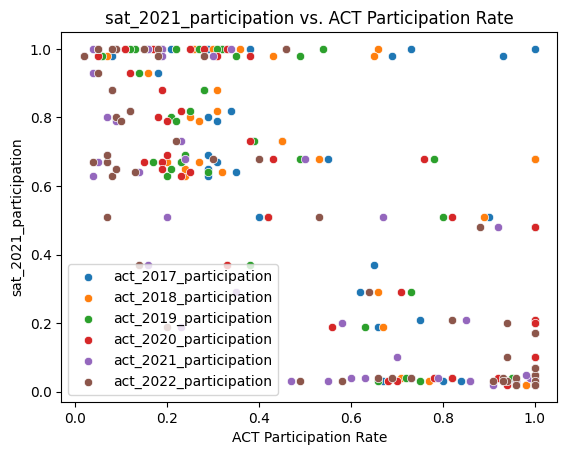 sat_2021_participation vs. ACT Participation Rate
sat_2021_participation
1.0
0.8
0.6
0.4
0.2
0.0
act_2017_participation
act_2018_participation
act_2019_participation
act_2020_participation
act_2021_participation
act_2022_participation
0.0 0.2 0.4 0.6 0.8 1.0
ACT Participation Rate